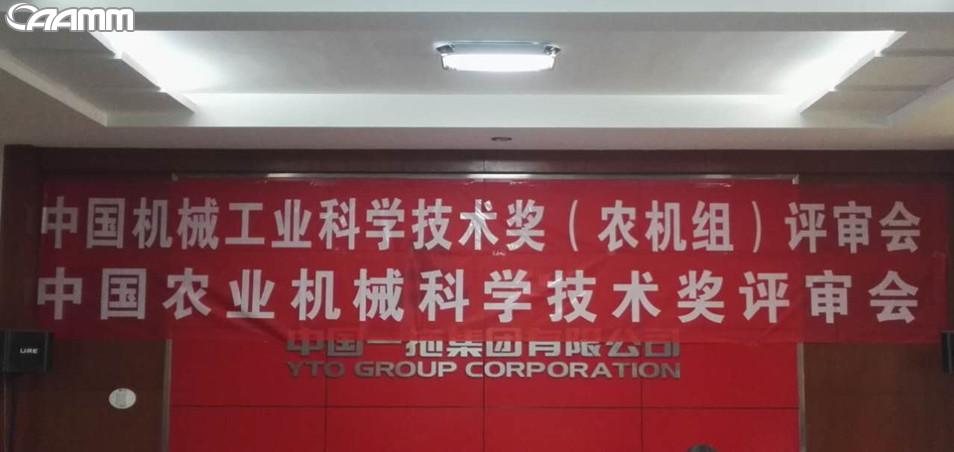 CAAMM
中国机械工业科学技术奖（农机组）评审会
中国农业机械科学技术奖评审会
中国一拖集团有限公司
YTO GROUP CORPORATION
URE